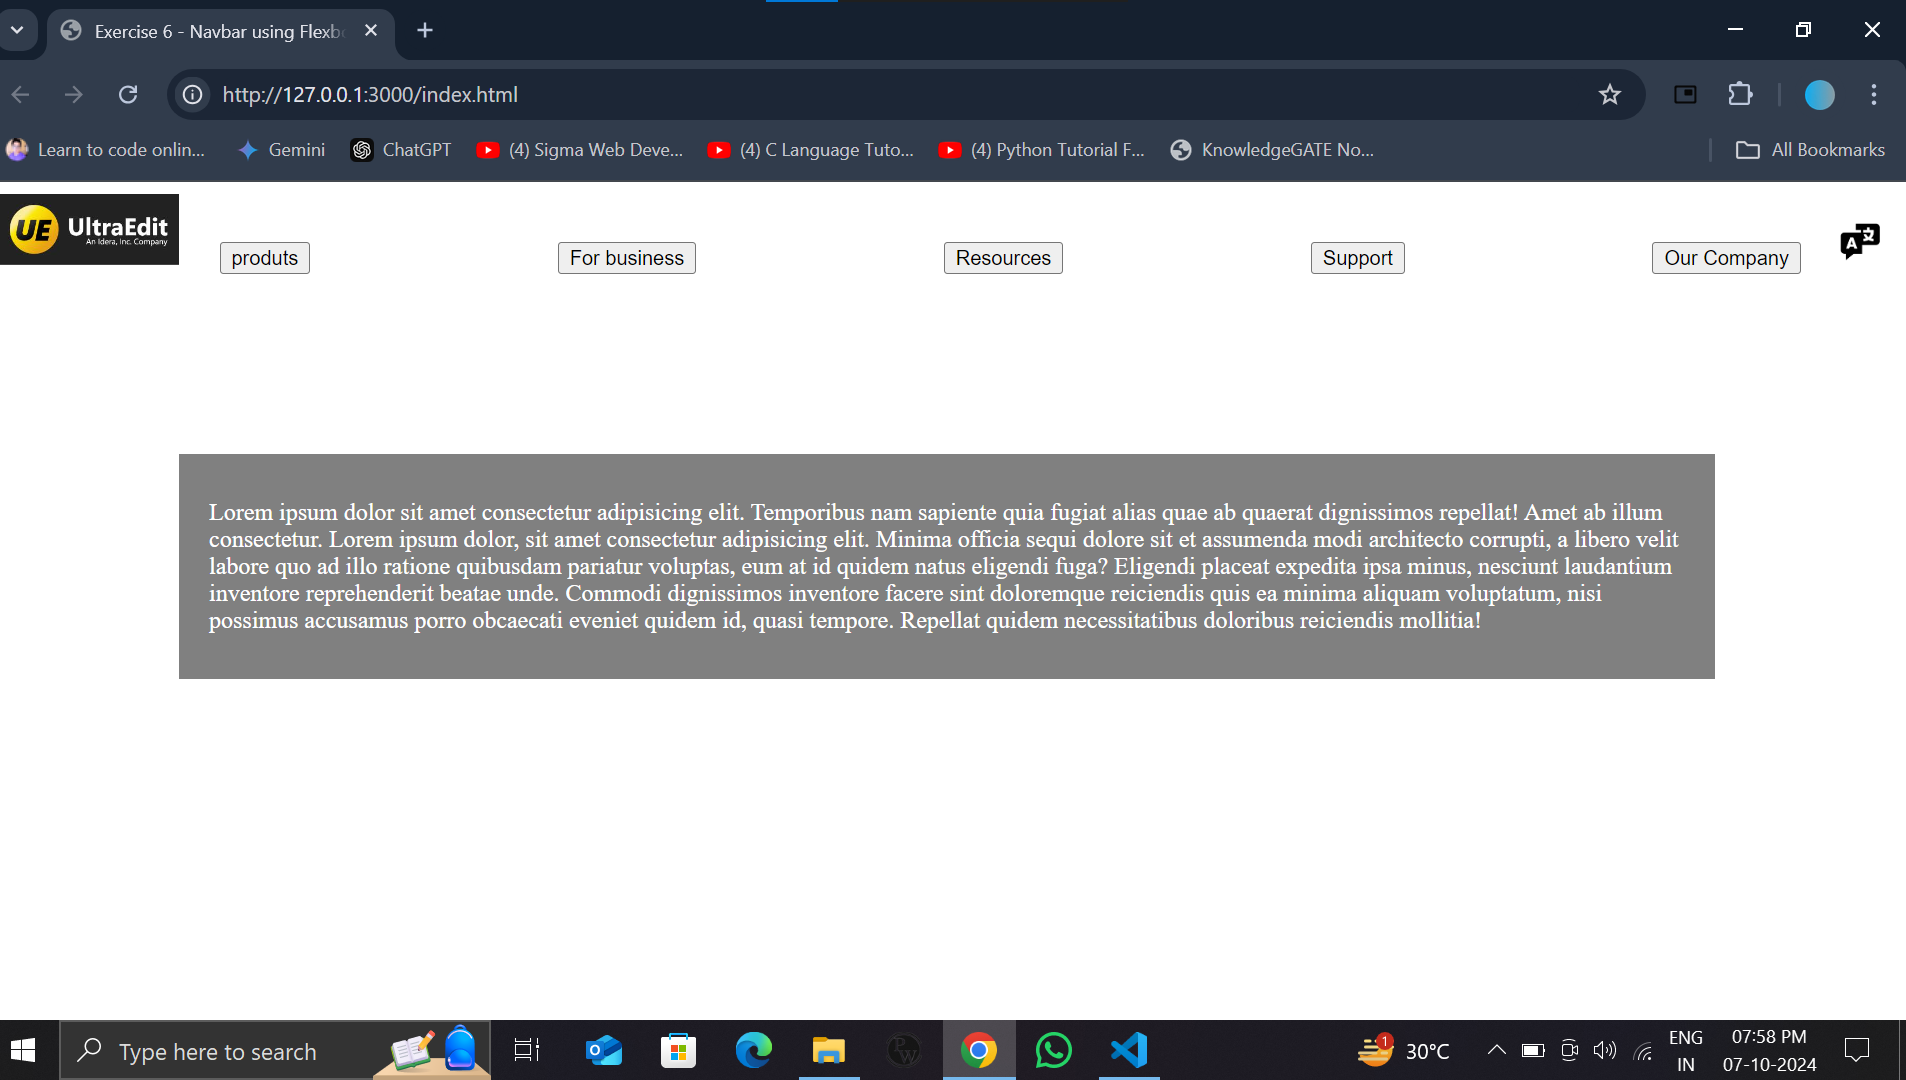 Exercise 6 - Navbar using Flexb
http://127.0.0.1:3000/index.html
Learn to code onlin...
Gemini
ChatGPT
(4) Sigma Web Deve...
(4) C Language Tuto...
(4) Python Tutorial F...
KnowledgeGATE No...
All Bookmarks
UE UltraEdit
An Idera, Inc. Company
produts
For business
Resources
Support
Our Company
A 文
Lorem ipsum dolor sit amet consectetur adipisicing elit. Temporibus nam sapiente quia fugiat alias quae ab quaerat dignissimos repellat! Amet ab illum
consectetur. Lorem ipsum dolor, sit amet consectetur adipisicing elit. Minima officia sequi dolore sit et assumenda modi architecto corrupti, a libero velit
labore quo ad illo ratione quibusdam pariatur voluptas, eum at id quidem natus eligendi fuga? Eligendi placeat expedita ipsa minus, nesciunt laudantium
inventore reprehenderit beatae unde. Commodi dignissimos inventore facere sint doloremque reiciendis quis ea minima aliquam voluptatum, nisi
possimus accusamus porro obcaecati eveniet quidem id, quasi tempore. Repellat quidem necessitatibus doloribus reiciendis mollitia!
Type here to search
PW
1
30°C
ENG
IN
07:58 PM
07-10-2024